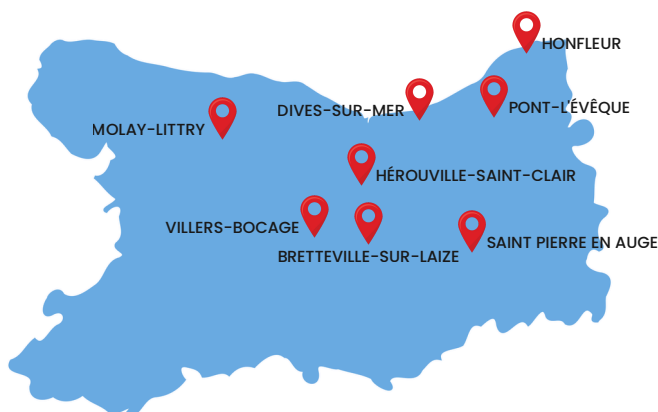 HONFLEUR
DIVES-SUR-MER
PONT-L'ÉVÊQUE
MOLAY-LITTRY
HÉROUVILLE-SAINT-CLAIR
VILLERS-BOCAGE
SAINT PIERRE EN AUGE
BRETTEVILLE-SUR-LAIZE